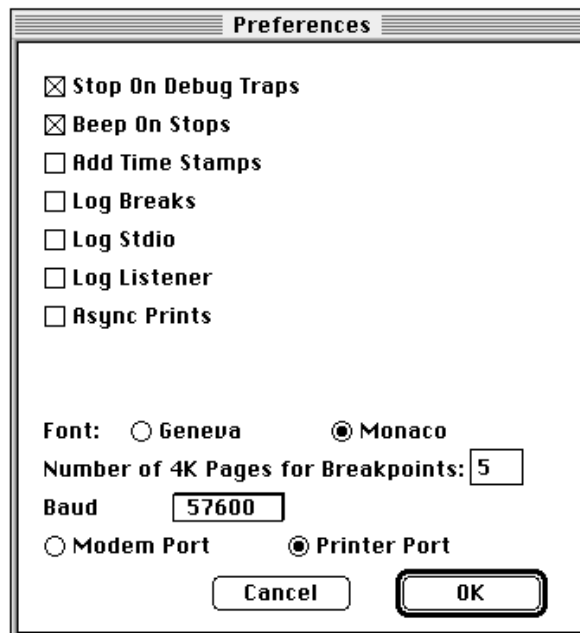 Preferences
Stop On Debug Traps
Beep On Stops
Add Time Stamps
Log Breaks
Log Stdio
Log Listener
Async Prints
Font: Geneva Monaco
Number of 4K Pages for Breakpoints: 5
Baud 57600
Modem Port Printer Port
Cancel OK